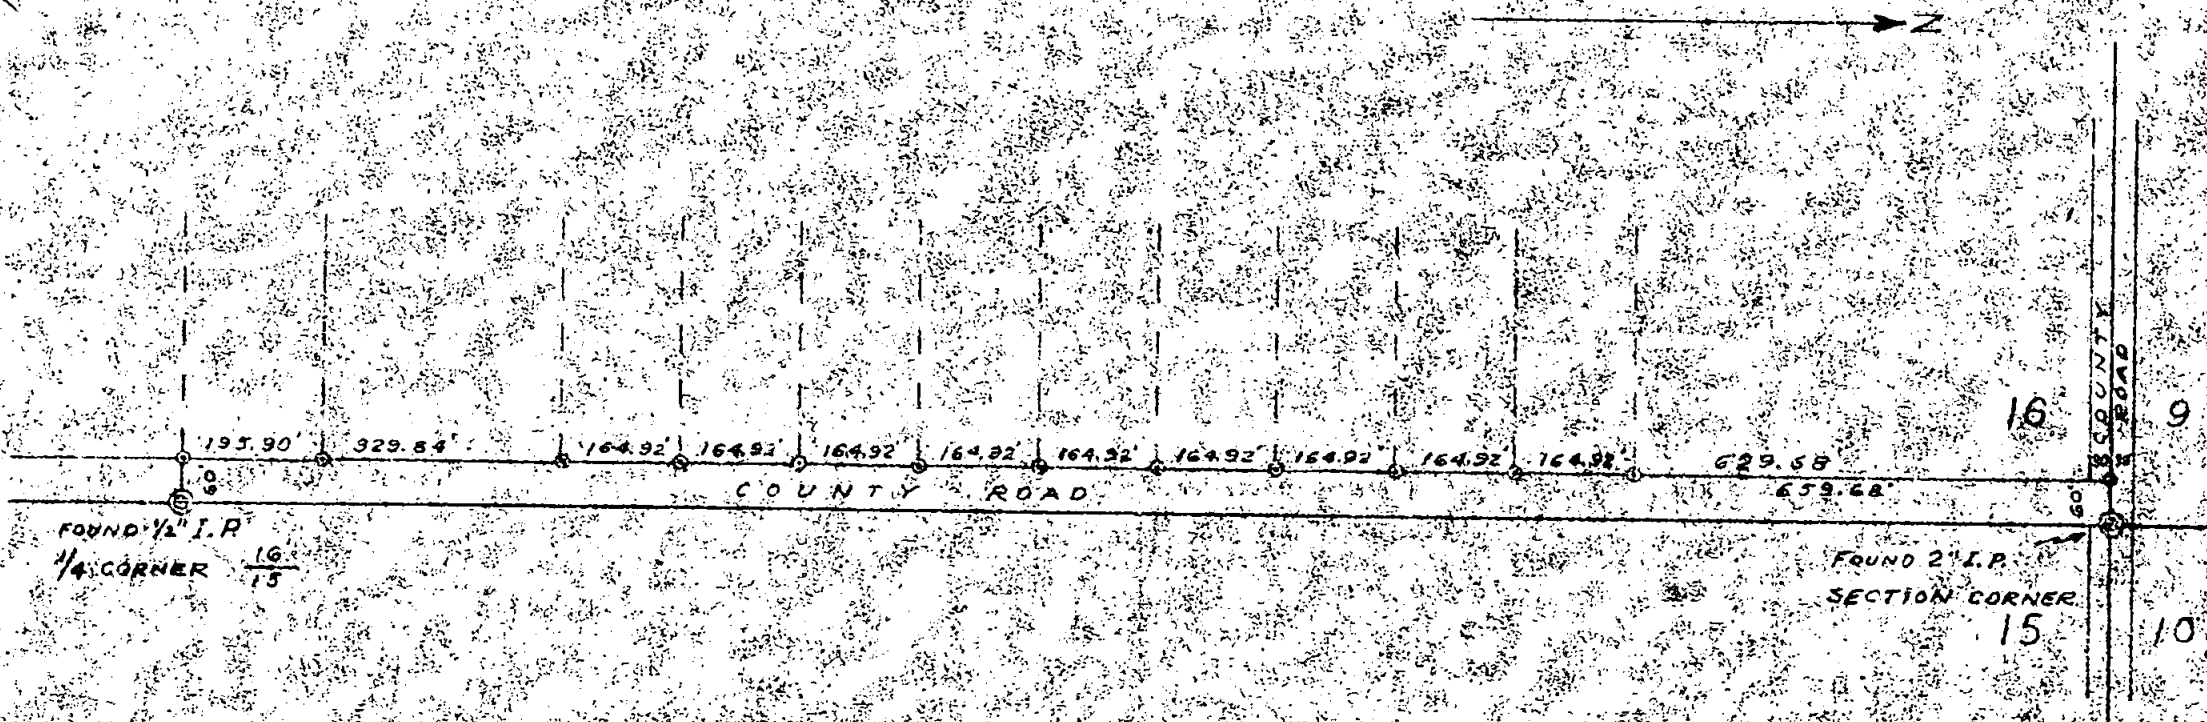 N
16
9
COUNTY
ROAD
195.90'
329.84'
164.92'
164.92'
164.92'
164.92'
164.92'
164.92'
164.92'
164.92'
164.92'
629.68'
659.68'
60'
COUNTY ROAD
60'
FOUND 1/2" I.P.
1/4 CORNER 16/15
FOUND 2" I.P.
SECTION CORNER
15
10